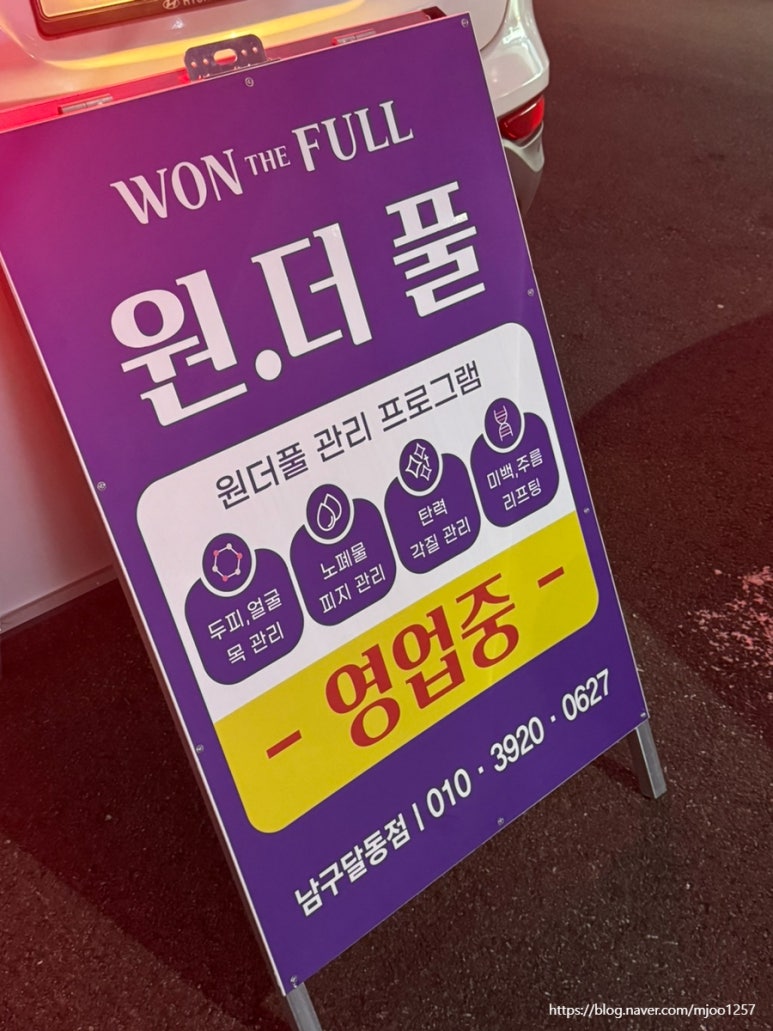 WON THE FULL
원.더 풀
원더풀 관리 프로그램
두피,얼굴
목 관리
노폐물
피지 관리
탄력
각질 관리
미백,주름
리프팅
- 영업중 -
남구달동점 | 010 · 3920 · 0627
https://blog.naver.com/mjoo1257